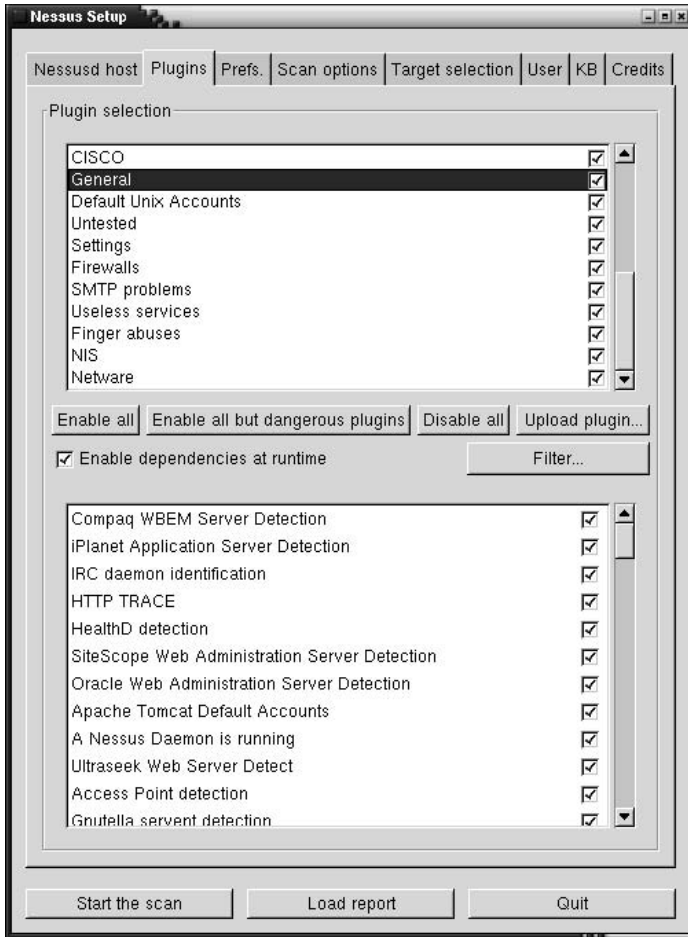 Nessus Setup
Nessusd host Plugins Prefs. Scan options Target selection User KB Credits
Plugin selection
CISCO
General
Default Unix Accounts
Untested
Settings
Firewalls
SMTP problems
Useless services
Finger abuses
NIS
Netware
Enable all Enable all but dangerous plugins Disable all Upload plugin...
Enable dependencies at runtime Filter...
Compaq WBEM Server Detection
iPlanet Application Server Detection
IRC daemon identification
HTTP TRACE
HealthD detection
SiteScope Web Administration Server Detection
Oracle Web Administration Server Detection
Apache Tomcat Default Accounts
A Nessus Daemon is running
Ultraseek Web Server Detect
Access Point detection
Gnutella servent detection
Start the scan Load report Quit